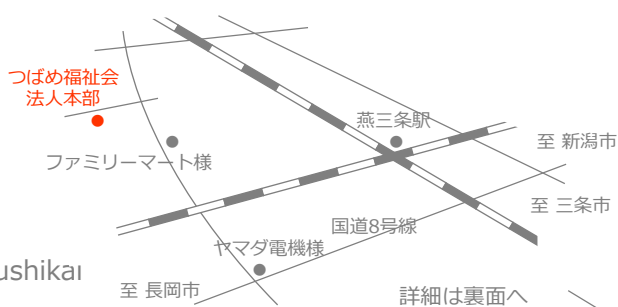 つばめ福祉会
法人本部
燕三条駅
至 新潟市
ファミリーマート様
至 三条市
国道8号線
ヤマダ電機様
ushikai
至 長岡市
詳細は裏面へ